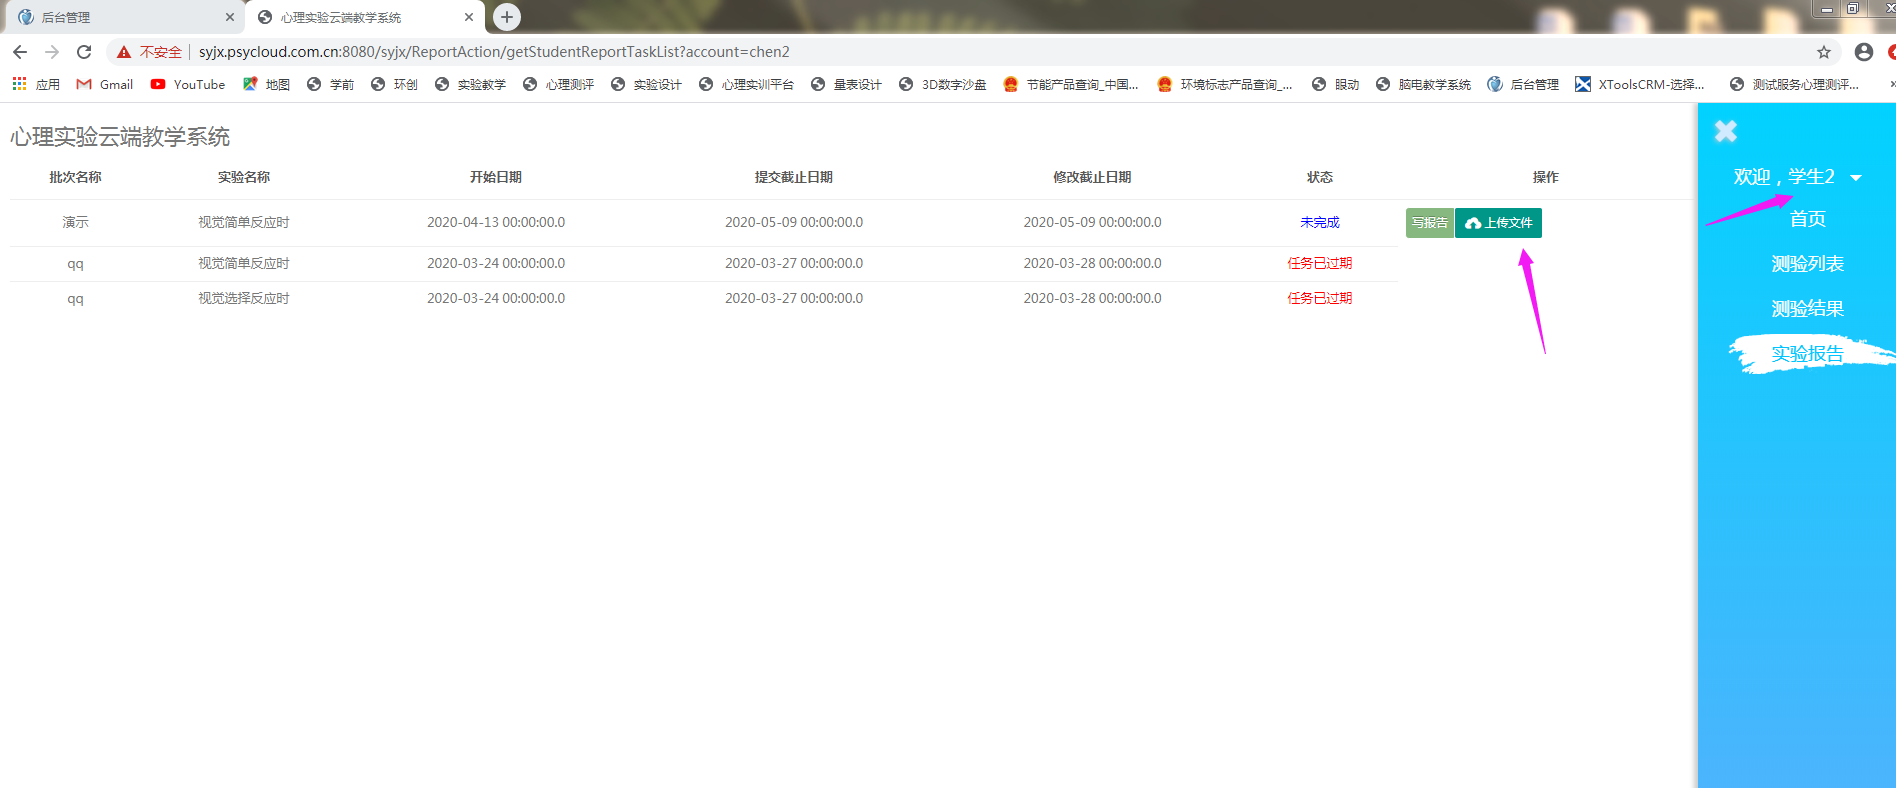 后台管理
心理实验云端教学系统
不安全 syjx.psycloud.com.cn:8080/syjx/ReportAction/getStudentReportTaskList?account=chen2
应用 Gmail YouTube 地图 学前 环创 实验教学 心理测评 实验设计 心理实训平台 量表设计 3D数字沙盘 节能产品查询_中国... 环境标志产品查询_... 眼动 脑电教学系统 后台管理 XToolsCRM-选择... 测试服务心理测评...
心理实验云端教学系统
批次名称 实验名称 开始日期 提交截止日期 修改截止日期 状态 操作
演示 视觉简单反应时 2020-04-13 00:00:00.0 2020-05-09 00:00:00.0 2020-05-09 00:00:00.0 未完成 写报告 上传文件
qq 视觉简单反应时 2020-03-24 00:00:00.0 2020-03-27 00:00:00.0 2020-03-28 00:00:00.0 任务已过期
qq 视觉选择反应时 2020-03-24 00:00:00.0 2020-03-27 00:00:00.0 2020-03-28 00:00:00.0 任务已过期
欢迎，学生2
首页
测验列表
测验结果
实验报告